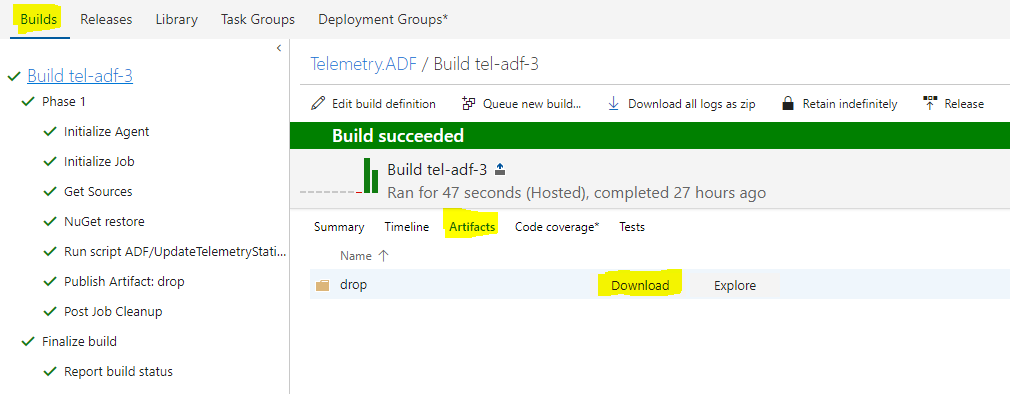 Builds Releases Library Task Groups Deployment Groups*
Build tel-adf-3
Phase 1
Initialize Agent
Initialize Job
Get Sources
NuGet restore
Run script ADF/UpdateTelemetryStati...
Publish Artifact: drop
Post Job Cleanup
Finalize build
Report build status
Telemetry.ADF / Build tel-adf-3
Edit build definition Queue new build... Download all logs as zip Retain indefinitely Release
Build succeeded
Build tel-adf-3
Ran for 47 seconds (Hosted), completed 27 hours ago
Summary Timeline Artifacts Code coverage* Tests
Name
drop Download Explore